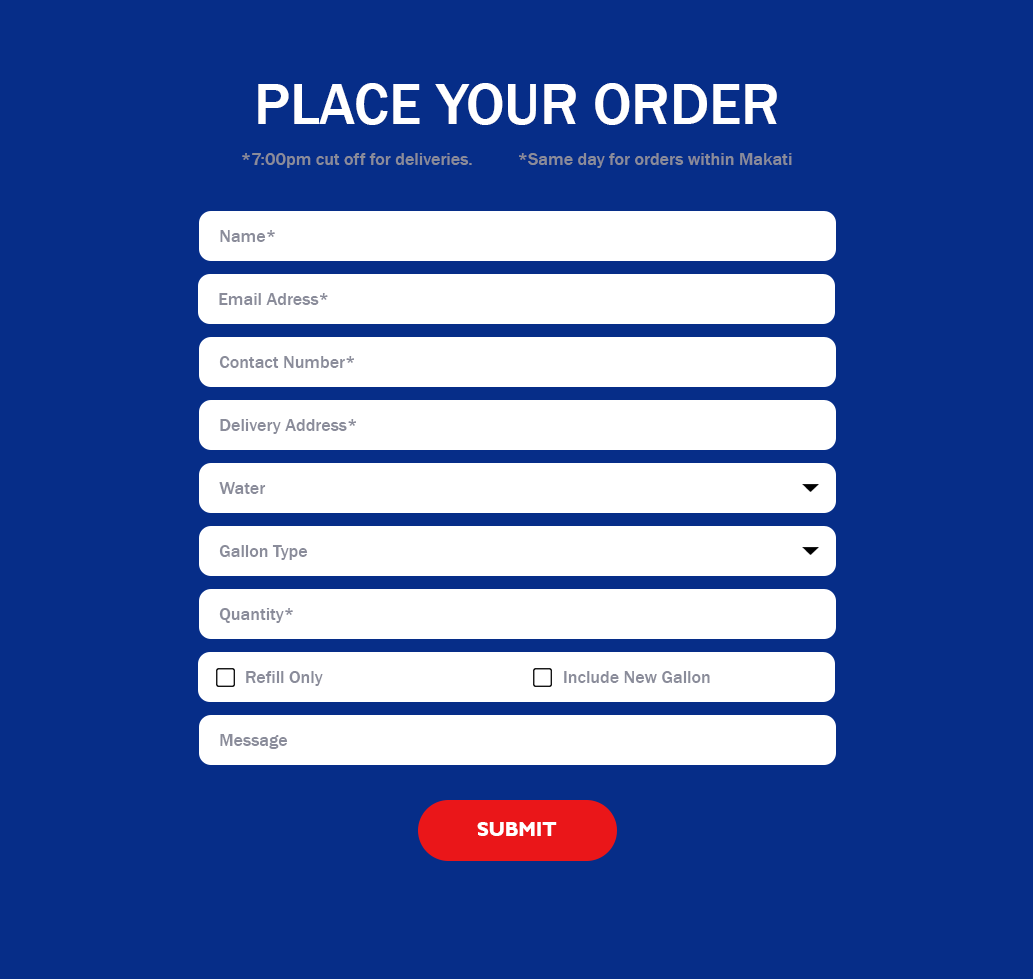 PLACE YOUR ORDER
*7:00pm cut off for deliveries. *Same day for orders within Makati
Name*
Email Adress*
Contact Number*
Delivery Address*
Water
Gallon Type
Quantity*
Refill Only Include New Gallon
Message
SUBMIT